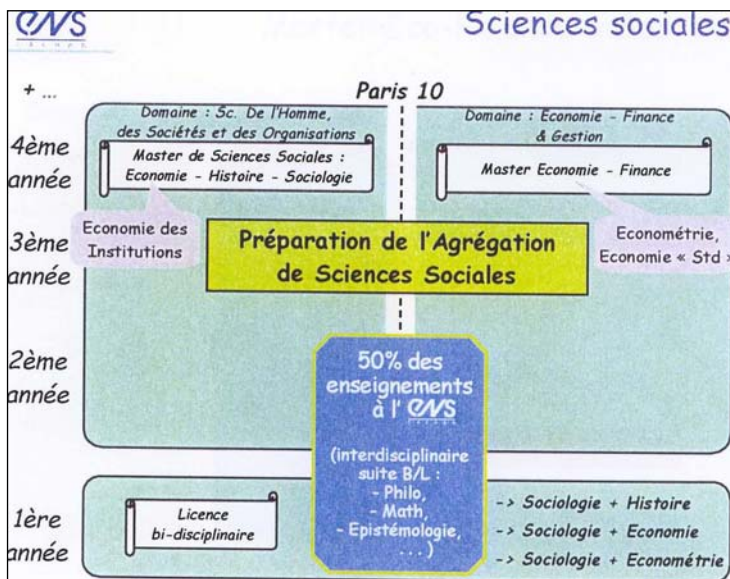 ENS
CACHAN
Sciences sociales
+ ...
Paris 10
Domaine : Sc. De l'Homme,
des Sociétés et des Organisations
Domaine : Economie - Finance
& Gestion
4ème
année
Master de Sciences Sociales :
Economie - Histoire - Sociologie
Master Economie - Finance
3ème
année
Economie des
Institutions
Préparation de l'Agrégation
de Sciences Sociales
Econométrie,
Economie « Std »
2ème
année
50% des
enseignements
à l' ENS
CACHAN
(interdisciplinaire
suite B/L :
- Philo,
- Math,
- Epistémologie,
. . . )
1ère
année
Licence
bi-disciplinaire
-> Sociologie + Histoire
-> Sociologie + Economie
-> Sociologie + Econométrie